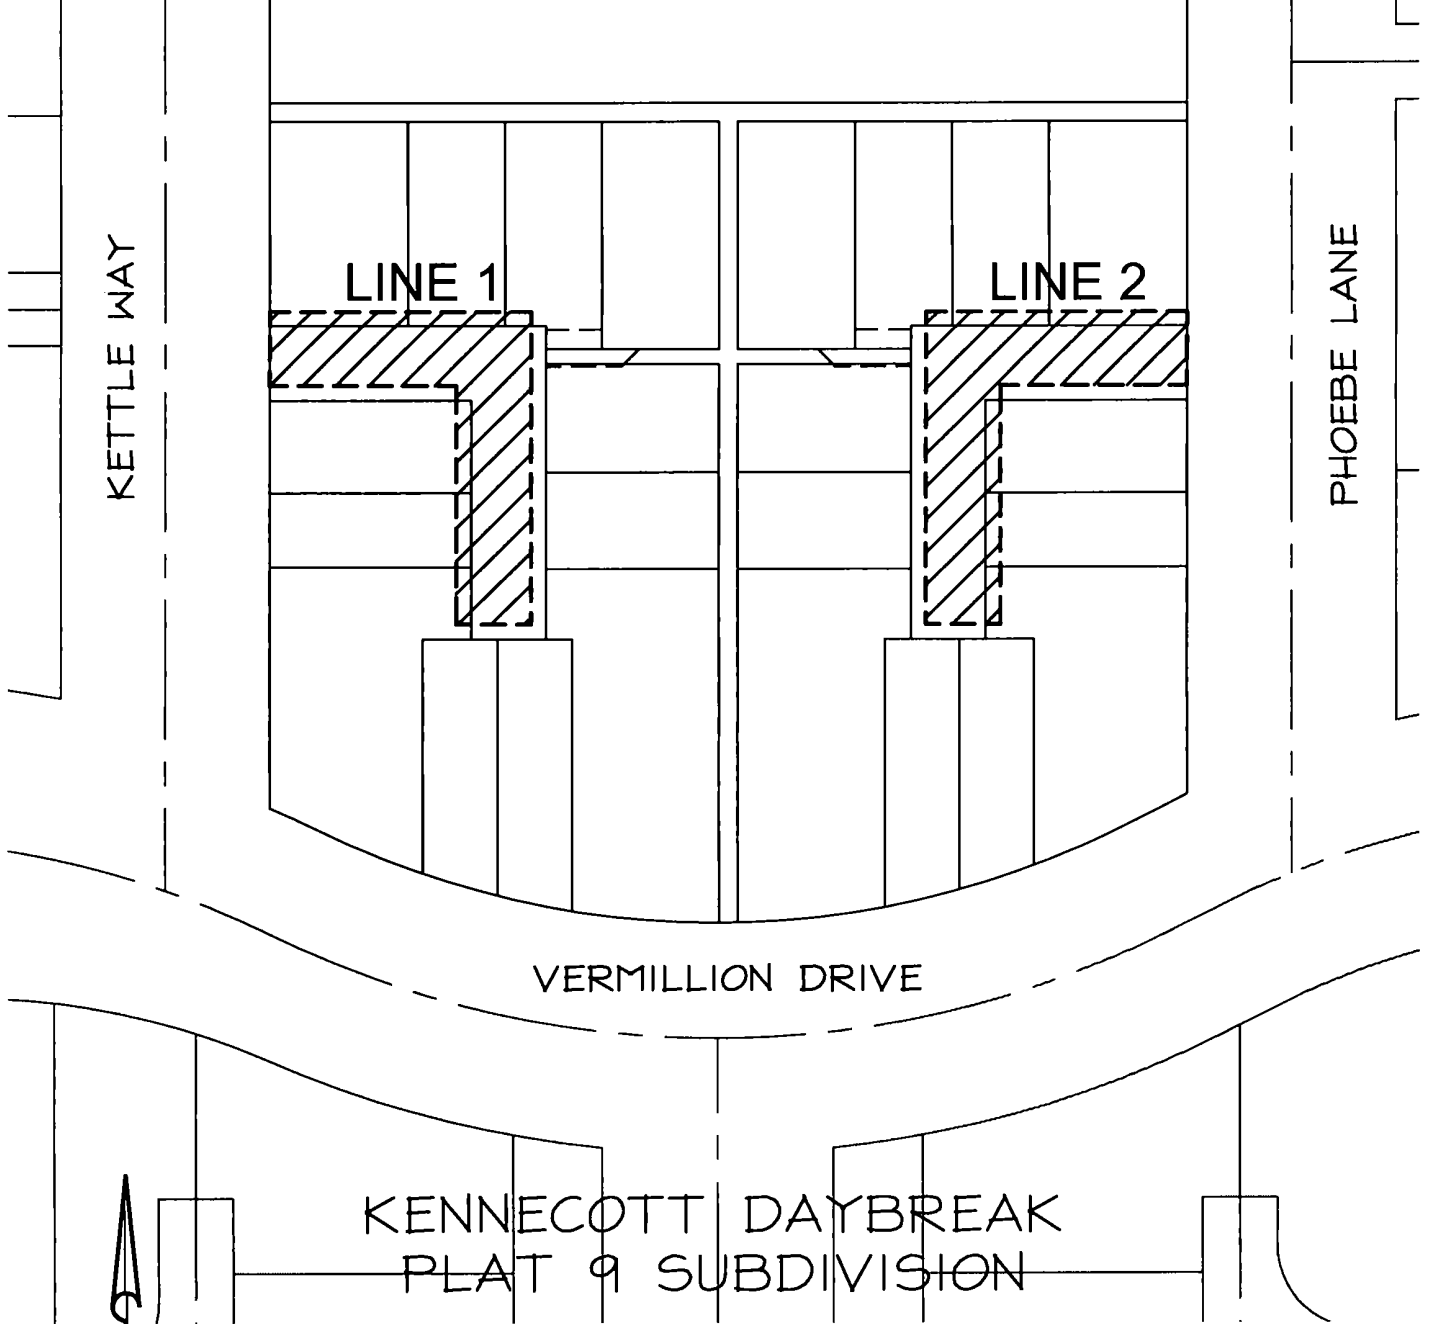 LINE 1
LINE 2
KETTLE WAY
PHOEBE LANE
VERMILLION DRIVE
KENNECOTT DAYBREAK
PLAT 9 SUBDIVISION